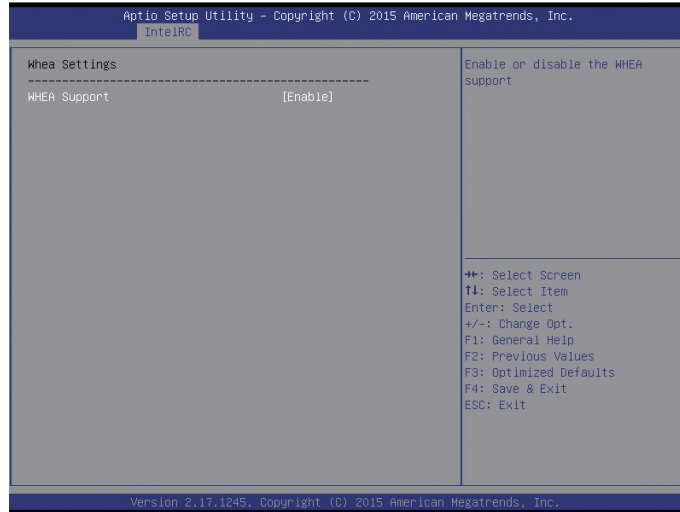 Aptio Setup Utility – Copyright (C) 2015 American Megatrends, Inc.
IntelRC
Whea Settings
--------------------------------------------------
WHEA Support [Enable]
Enable or disable the WHEA
support
→←: Select Screen
↑↓: Select Item
Enter: Select
+/-: Change Opt.
F1: General Help
F2: Previous Values
F3: Optimized Defaults
F4: Save & Exit
ESC: Exit
Version 2.17.1245. Copyright (C) 2015 American Megatrends, Inc.